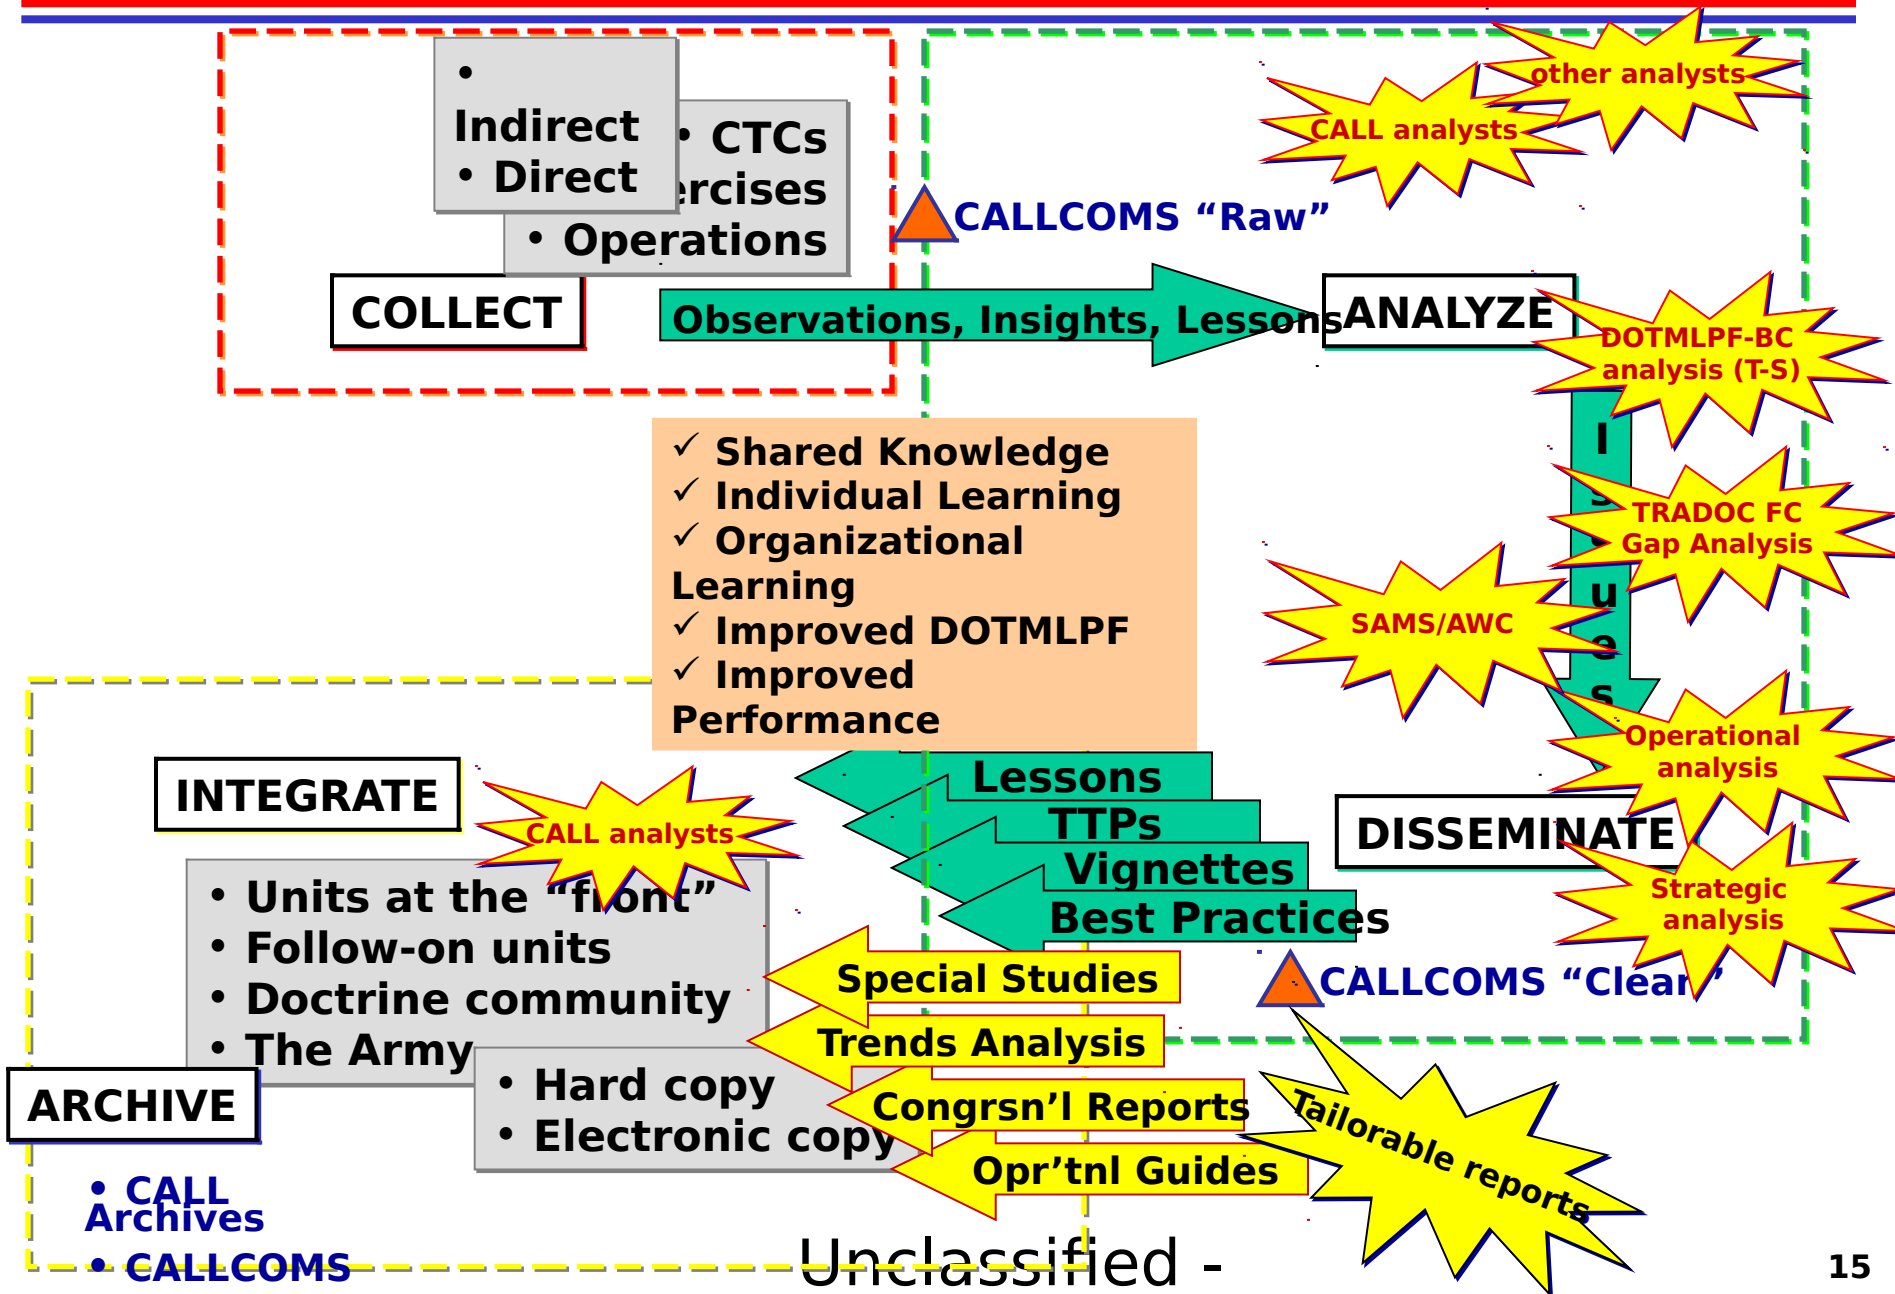 • 
Indirect
• Direct
• CTCs
ercises
• Operations
COLLECT
CALLCOMS “Raw”
Observations, Insights, Lessons
other analysts
CALL analysts
ANALYZE
DOTMLPF-BC
analysis (T-S)
I
TRADOC FC
Gap Analysis
u
e
s
SAMS/AWC
Operational
analysis
✓ Shared Knowledge
✓ Individual Learning
✓ Organizational
Learning
✓ Improved DOTMLPF
✓ Improved
Performance
INTEGRATE
CALL analysts
• Units at the “front”
• Follow-on units
• Doctrine community
• The Army
Lessons
TTPs
Vignettes
Best Practices
DISSEMINATE
Strategic
analysis
CALLCOMS “Clean”
Special Studies
Trends Analysis
Congrsn’l Reports
Opr’tnl Guides
Tailorable reports
ARCHIVE
• Hard copy
• Electronic copy
• CALL
Archives
• CALLCOMS
Unclassified -
15